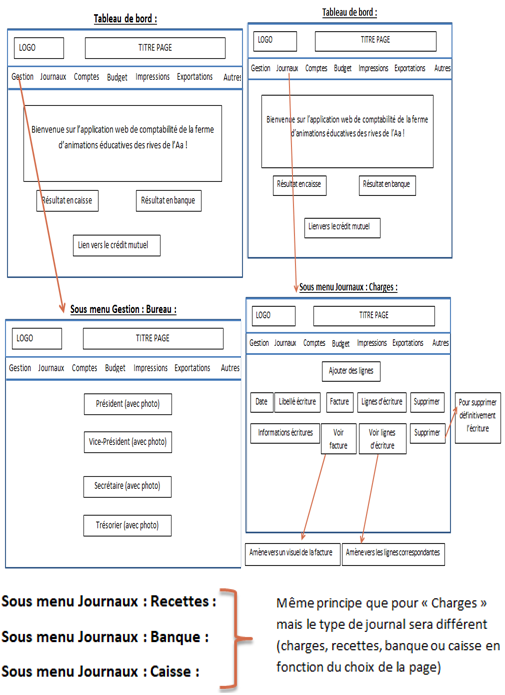 Tableau de bord :
LOGO
TITRE PAGE
Gestion Journaux Comptes Budget Impressions Exportations Autres
Bienvenue sur l'application web de comptabilité de la ferme
d'animations éducatives des rives de l'Aa !
Résultat en caisse
Résultat en banque
Lien vers le crédit mutuel
Tableau de bord :
LOGO
TITRE PAGE
Gestion Journaux Comptes Budget Impressions Exportations Autres
Bienvenue sur l'application web de comptabilité de la ferme
d'animations éducatives des rives de l'Aa !
Résultat en caisse
Résultat en banque
Lien vers le crédit mutuel
Sous menu Gestion : Bureau :
LOGO
TITRE PAGE
Gestion Journaux Comptes Budget Impressions Exportations Autres
Président (avec photo)
Vice-Président (avec photo)
Secrétaire (avec photo)
Trésorier (avec photo)
Sous menu Journaux : Charges :
LOGO
TITRE PAGE
Gestion Journaux Comptes Budget Impressions Exportations Autres
Ajouter des lignes
Date
Libellé écriture
Facture
Lignes d'écriture
Supprimer
Informations écritures
Voir
facture
Voir lignes
d'écriture
Supprimer
Pour supprimer
définitivement
l'écriture
Amène vers un visuel de la facture
Amène vers les lignes correspondantes
Sous menu Journaux : Recettes :
Sous menu Journaux : Banque :
Sous menu Journaux : Caisse :
Même principe que pour « Charges »
mais le type de journal sera différent
(charges, recettes, banque ou caisse en
fonction du choix de la page)